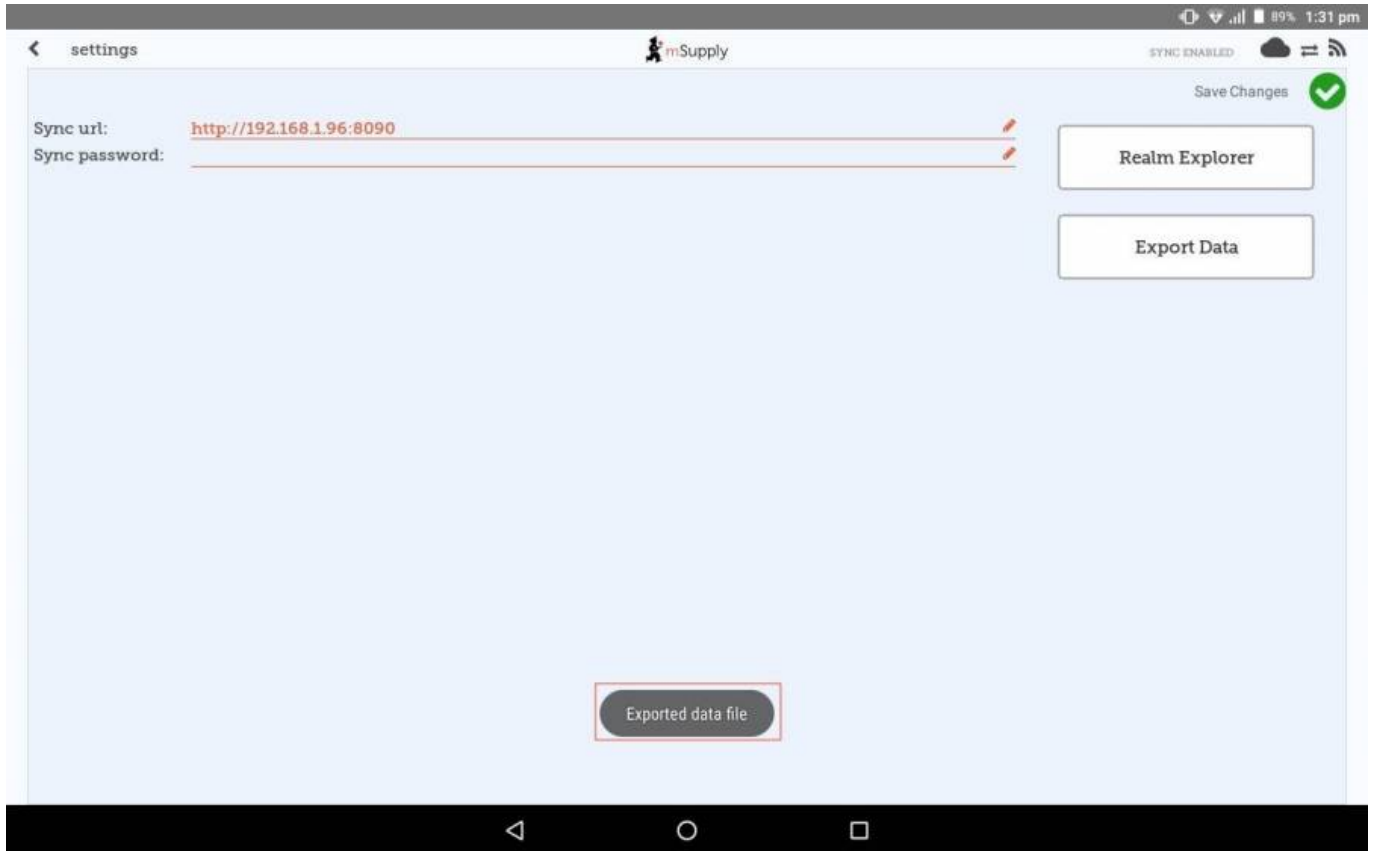 89% 1:31 pm
settings mSupply SYNC ENABLED
Save Changes
Sync url: http://192.168.1.96:8090
Sync password:
Realm Explorer
Export Data
Exported data file